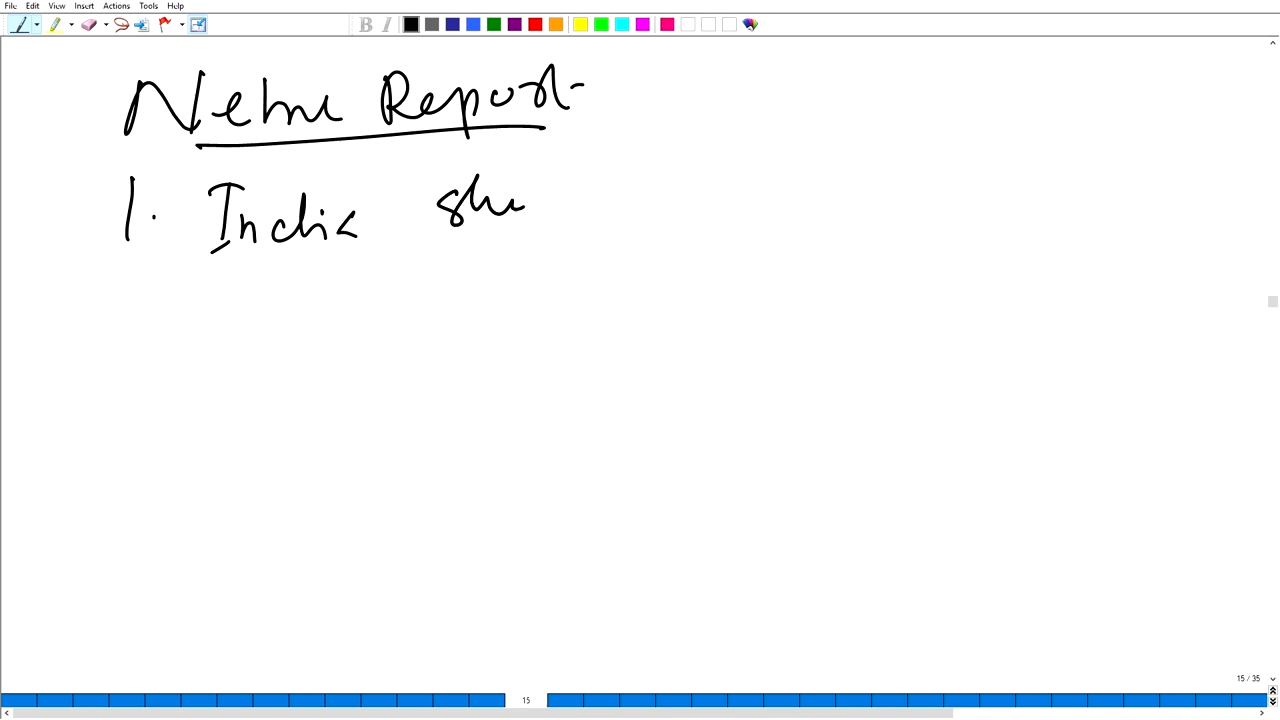 File Edit View Insert Actions Tools Help
B I
Nehru Report
1. India sh
15 / 35
15